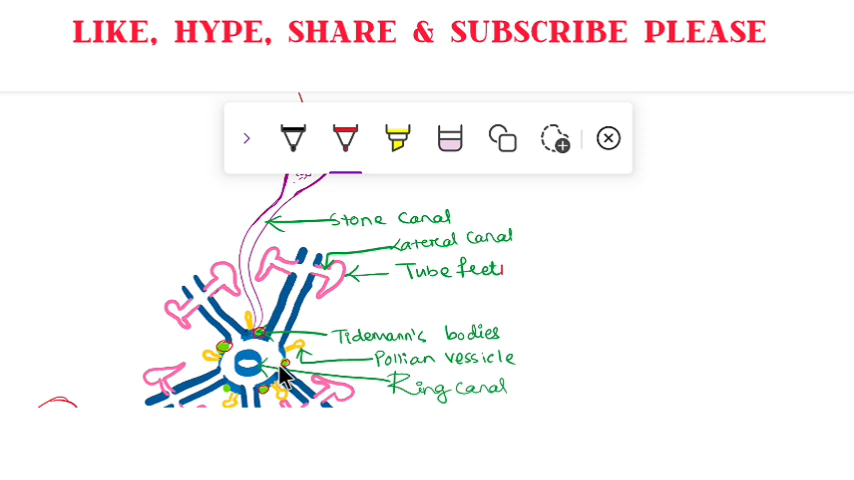 LIKE, HYPE, SHARE & SUBSCRIBE PLEASE
Stone canal
Lateral canal
Tube feet
Tidemann's bodies
Pollian vessicle
Ring canal